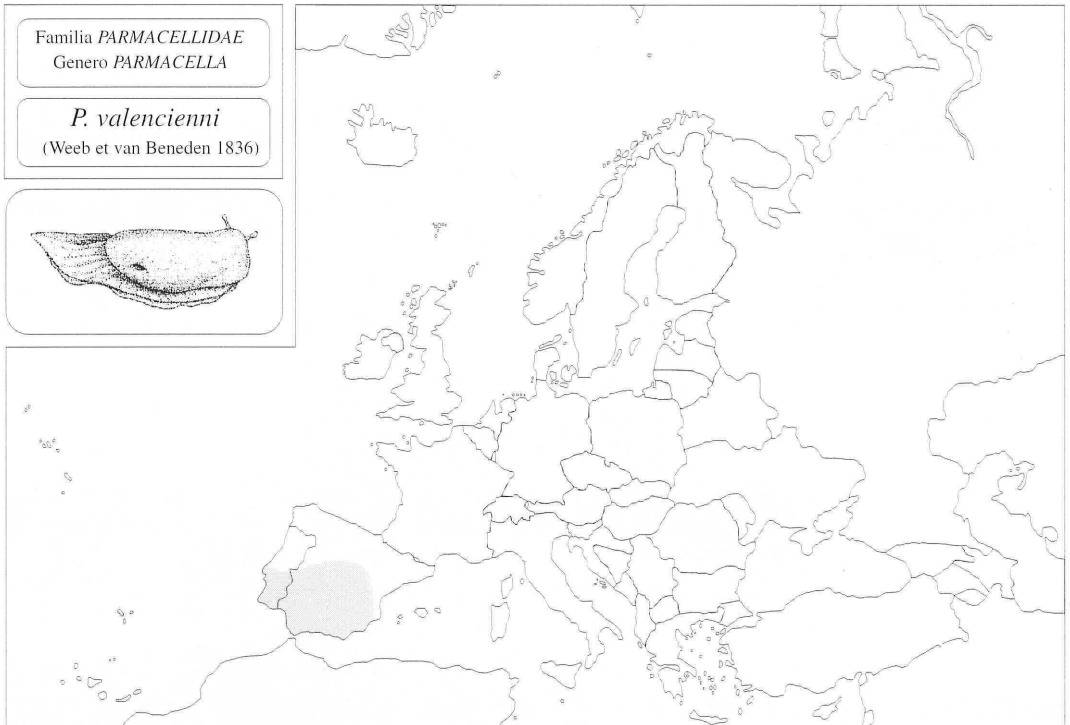 Familia PARMACELLIDAE
Genero PARMACELLA
P. valencienni
(Weeb et van Beneden 1836)